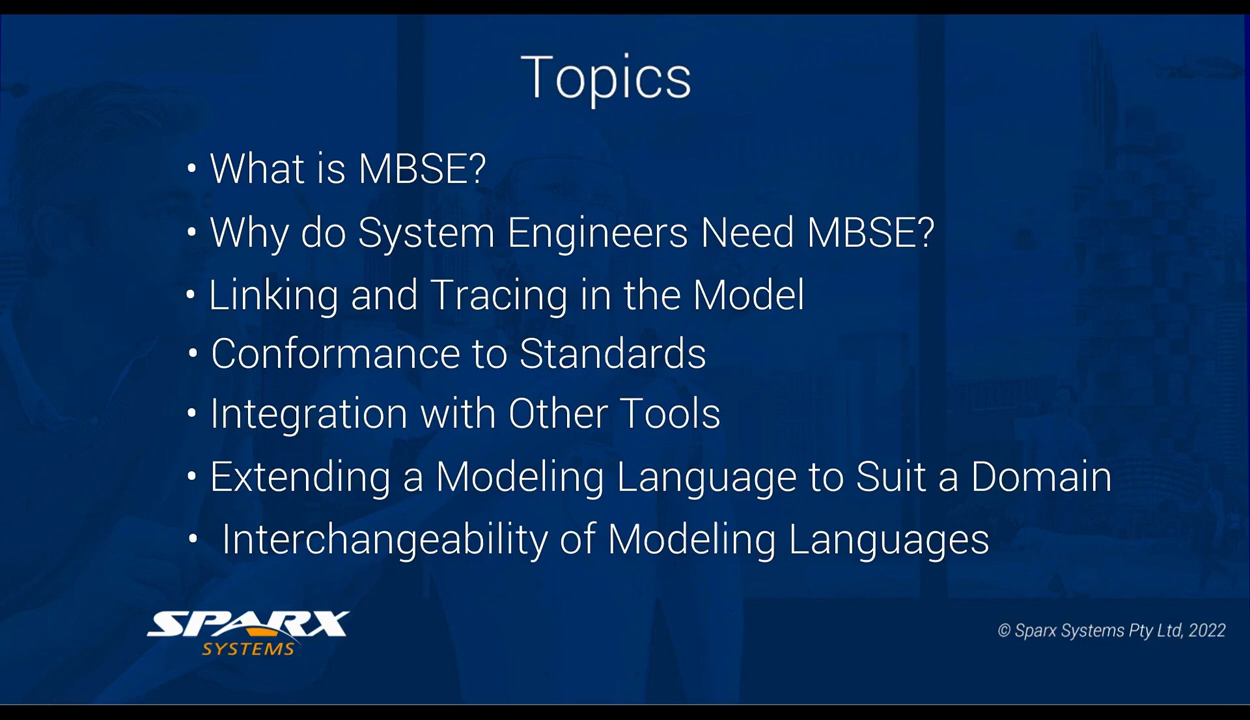 Topics
• What is MBSE?
• Why do System Engineers Need MBSE?
• Linking and Tracing in the Model
• Conformance to Standards
• Integration with Other Tools
• Extending a Modeling Language to Suit a Domain
• Interchangeability of Modeling Languages
SPARX
SYSTEMS
© Sparx Systems Pty Ltd, 2022